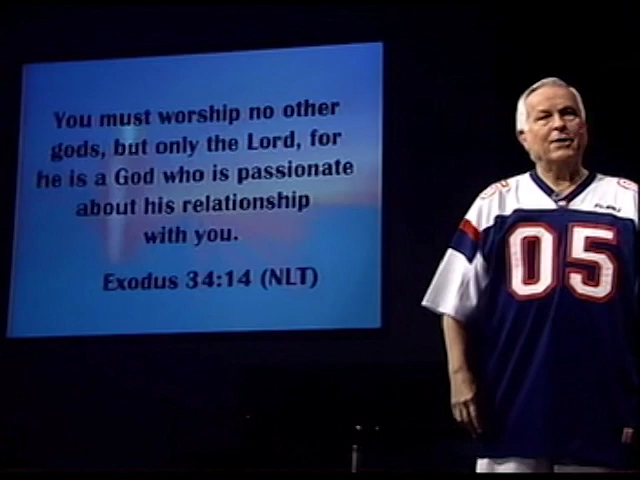 You must worship no other
gods, but only the Lord, for
he is a God who is passionate
about his relationship
with you.
Exodus 34:14 (NLT)
05